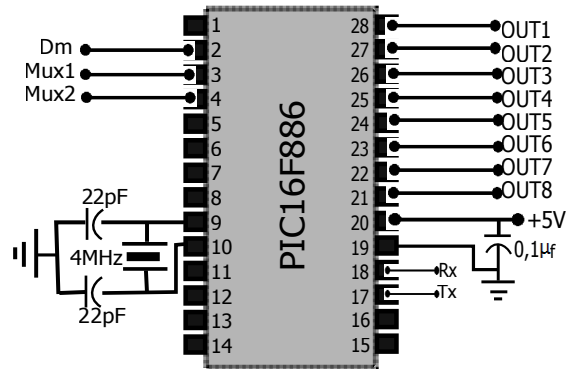 1 28 OUT1
Dm 2 27 OUT2
Mux1 3 26 OUT3
Mux2 4 25 OUT4
5 24 OUT5
6 23 OUT6
7 22 OUT7
8 21 OUT8
22pF 9 20 +5V
10 19 0,1µf
4MHz 11 18 Rx
12 17 Tx
22pF 13 16
14 15
PIC16F886